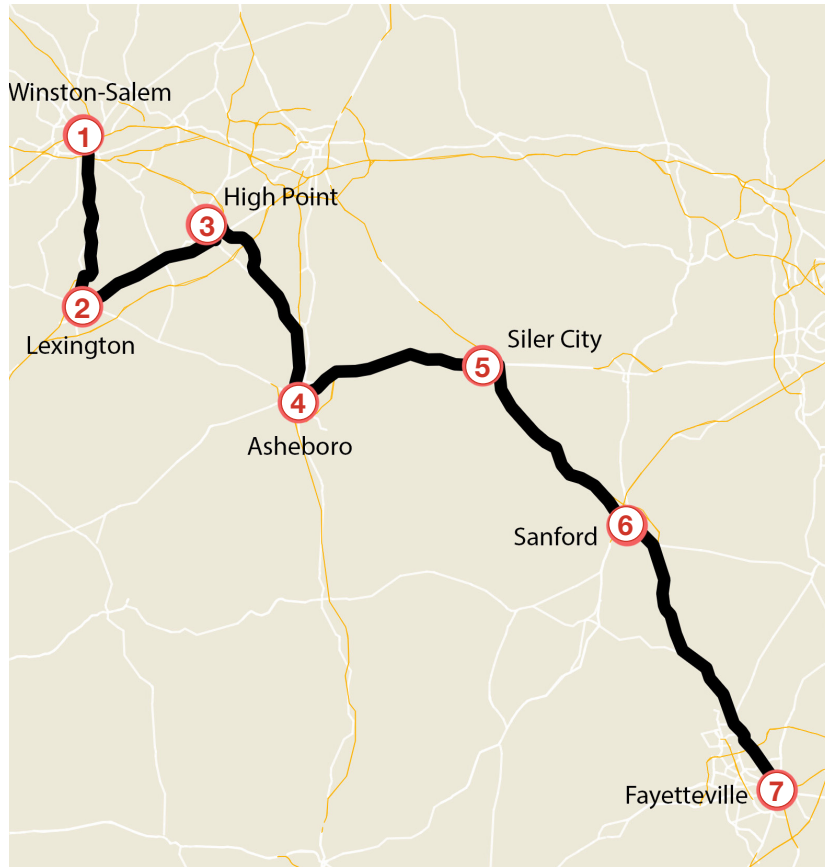 Winston-Salem
1
High Point
3
2
Lexington
Siler City
5
4
Asheboro
6
Sanford
7
Fayetteville